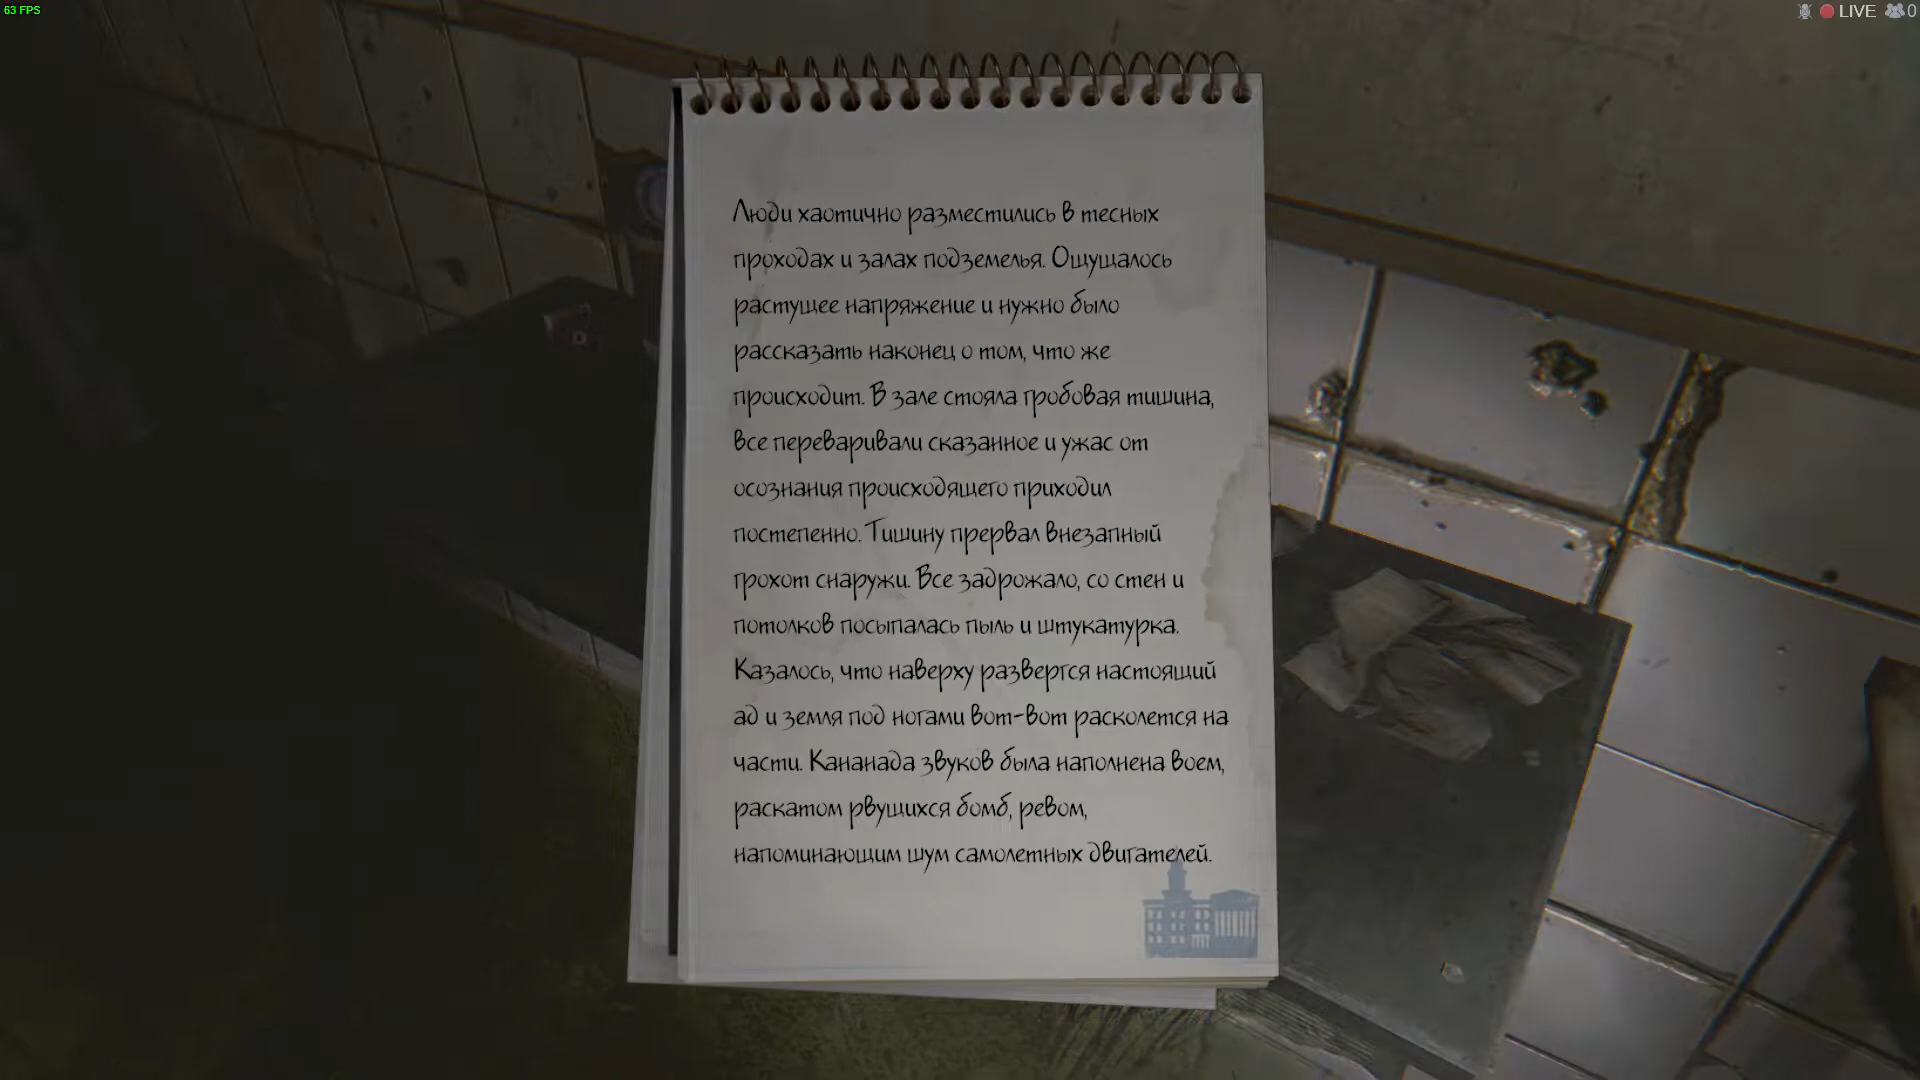 63 FPS
LIVE 0
Люди хаотично разместились в тесных
проходах и залах подземелья. Ощущалось
растущее напряжение и нужно было
рассказать наконец о том, что же
происходит. В зале стояла гробовая тишина,
все переваривали сказанное и ужас от
осознания происходящего приходил
постепенно. Тишину прервал внезапный
грохот снаружи. Все задрожало, со стен и
потолков посыпалась пыль и штукатурка.
Казалось, что наверху развергся настоящий
ад и земля под ногами вот-вот расколется на
части. Кананада звуков была наполнена воем,
раскатом рвущихся бомб, ревом,
напоминающим шум самолетных двигателей.